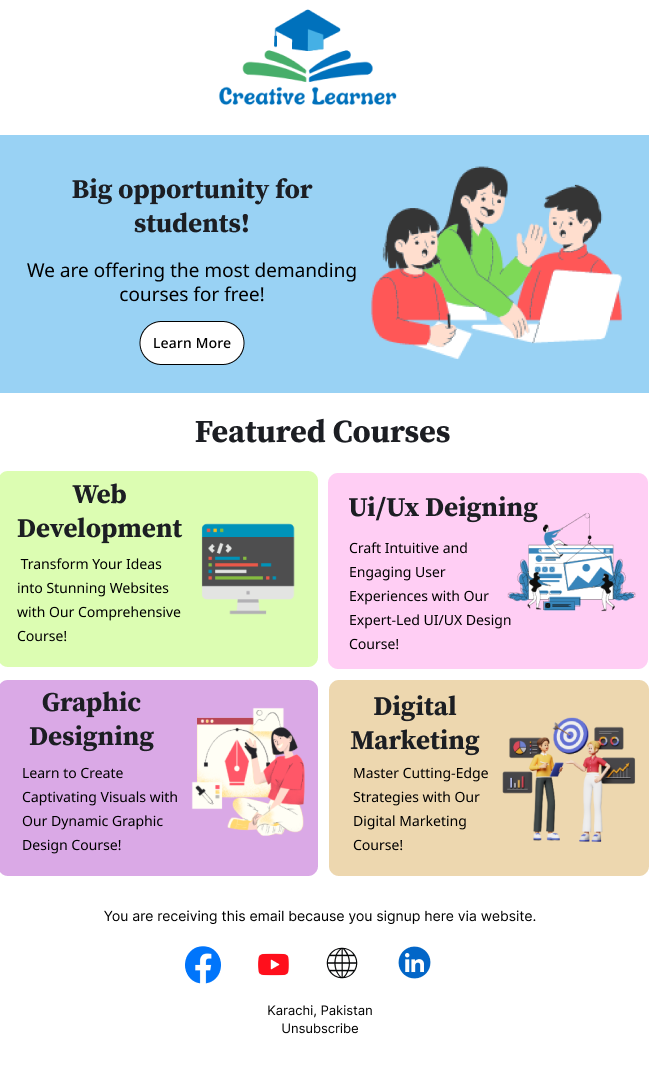 Creative Learner
Big opportunity for
students!
We are offering the most demanding
courses for free!
Learn More
Featured Courses
Web
Development
Transform Your Ideas
into Stunning Websites
with Our Comprehensive
Course!
</>
Ui/Ux Deigning
Craft Intuitive and
Engaging User
Experiences with Our
Expert-Led UI/UX Design
Course!
Graphic
Designing
Learn to Create
Captivating Visuals with
Our Dynamic Graphic
Design Course!
Digital
Marketing
Master Cutting-Edge
Strategies with Our
Digital Marketing
Course!
You are receiving this email because you signup here via website.
in
Karachi, Pakistan
Unsubscribe